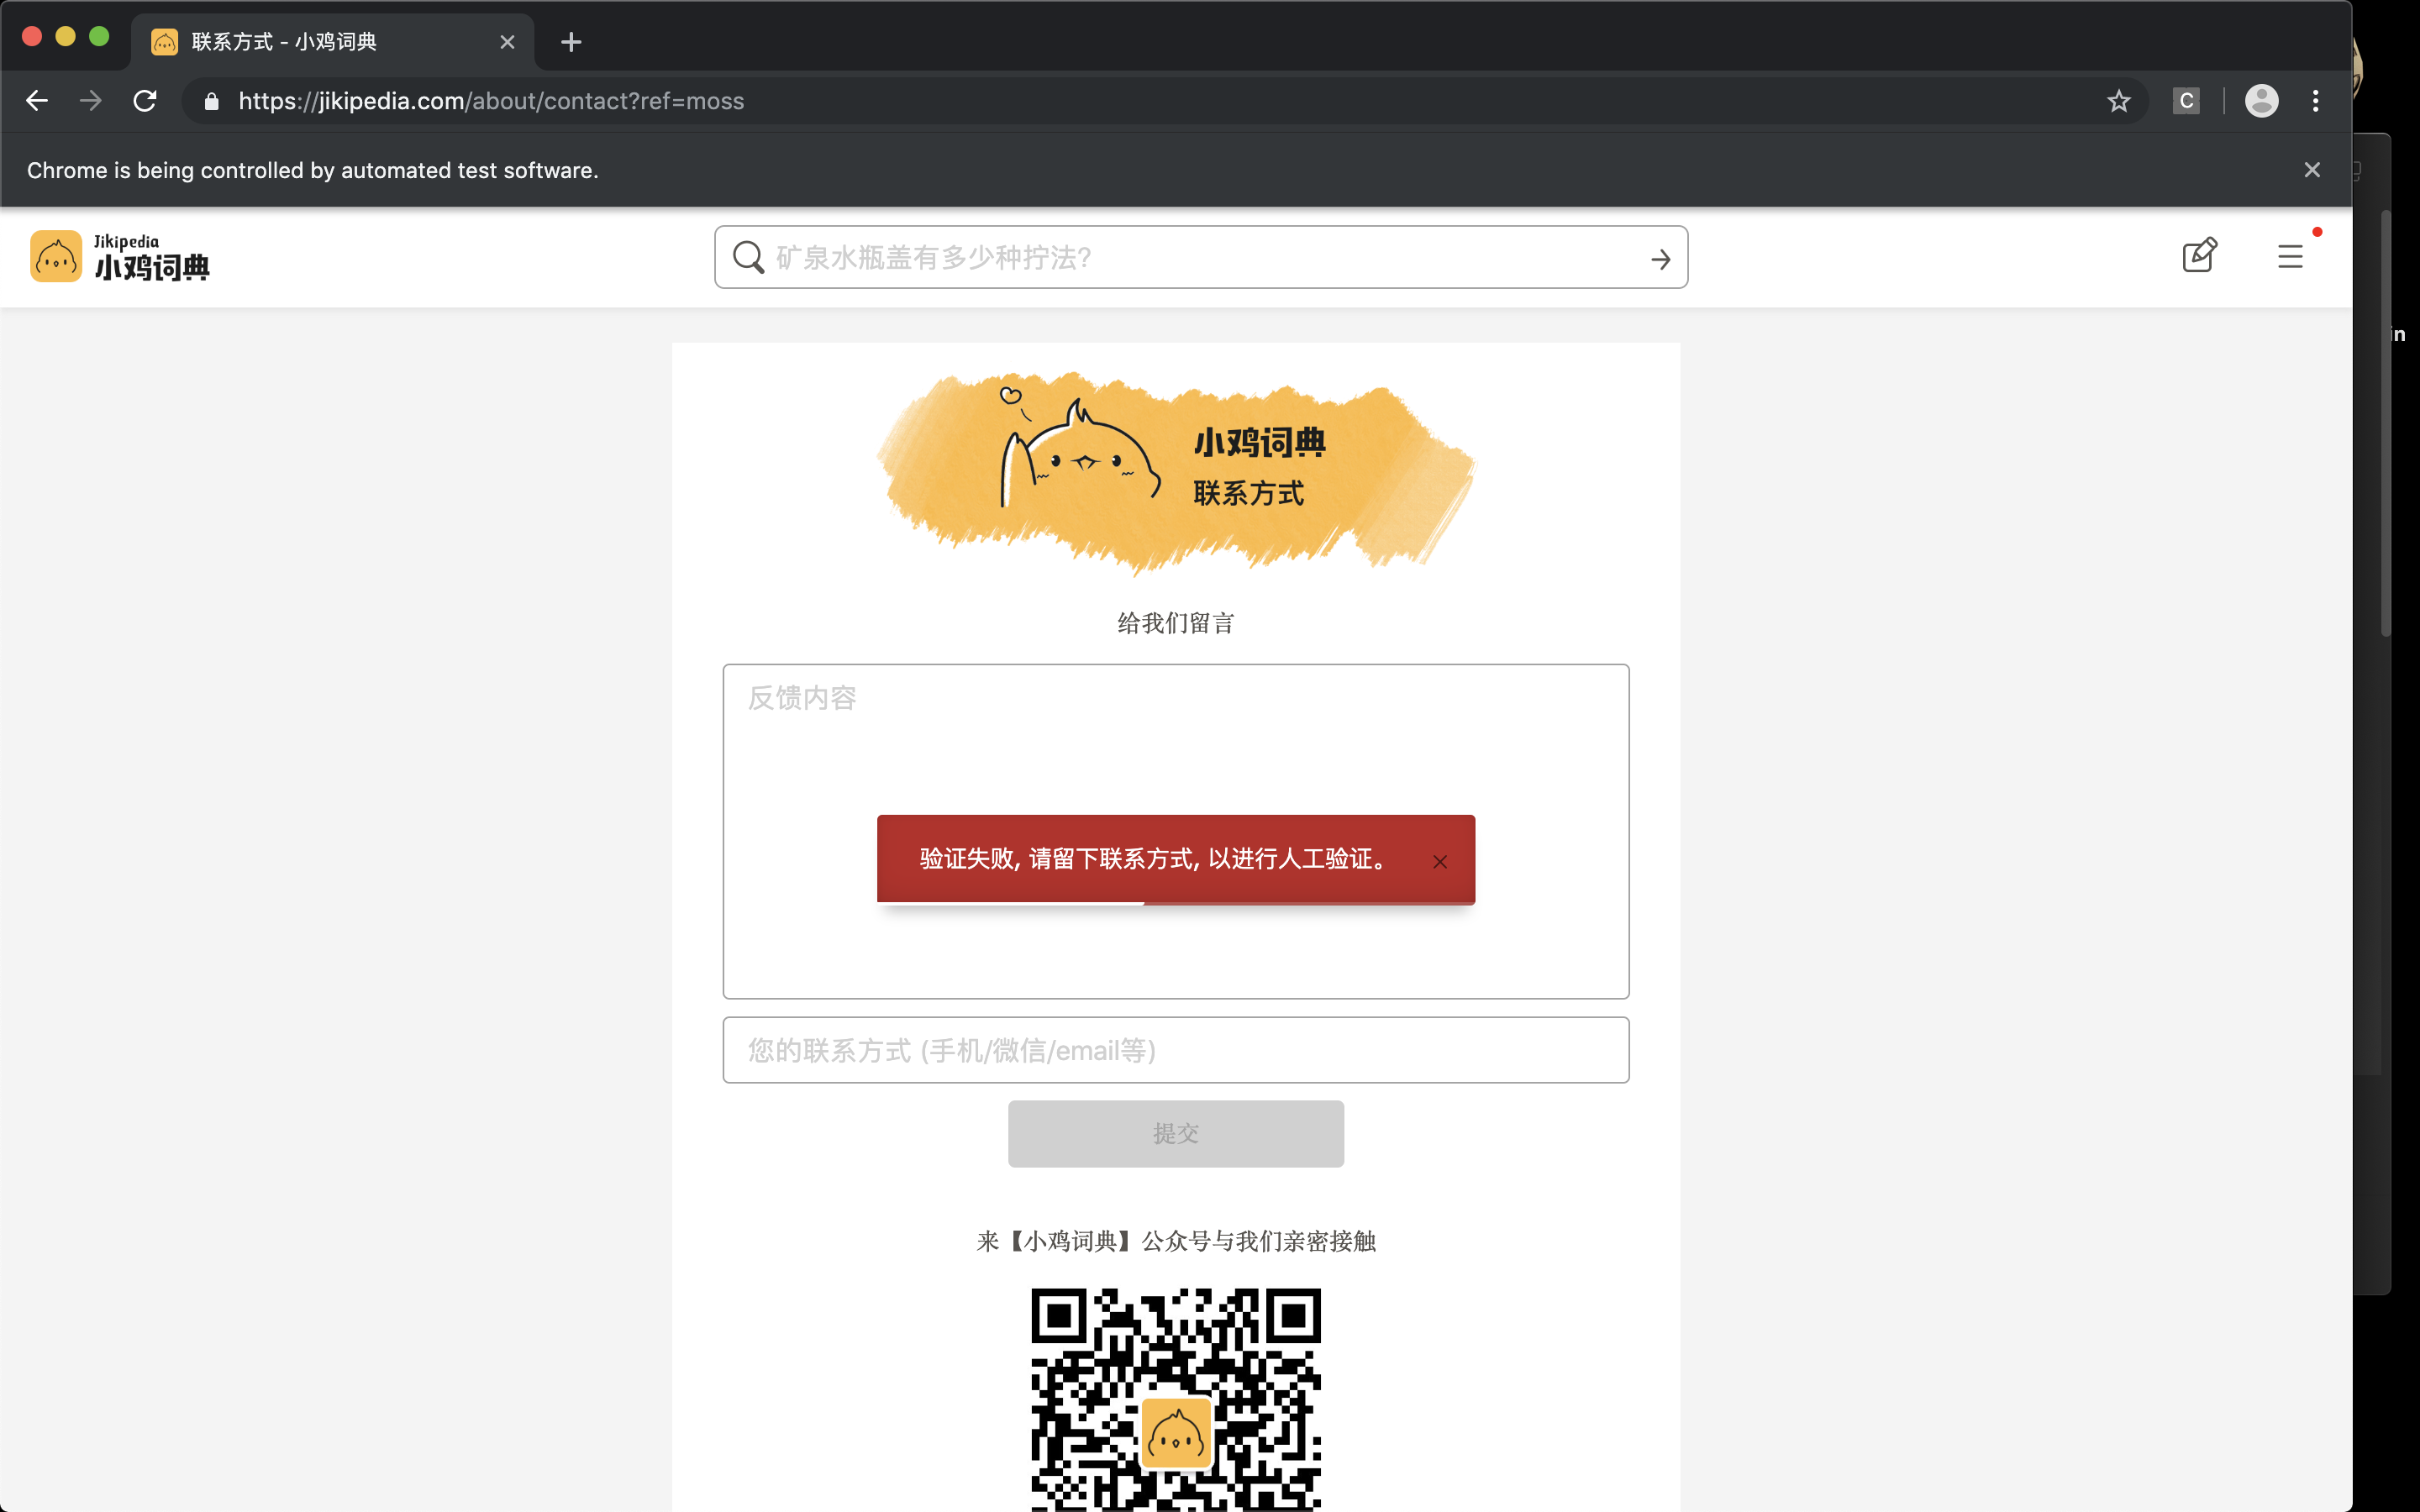 联系方式 - 小鸡词典
https://jikipedia.com/about/contact?ref=moss
C
Chrome is being controlled by automated test software.
Jikipedia
小鸡词典
矿泉水瓶盖有多少种拧法?
小鸡词典
联系方式
给我们留言
反馈内容
验证失败, 请留下联系方式, 以进行人工验证。
您的联系方式 (手机/微信/email等)
提交
来【小鸡词典】公众号与我们亲密接触
in